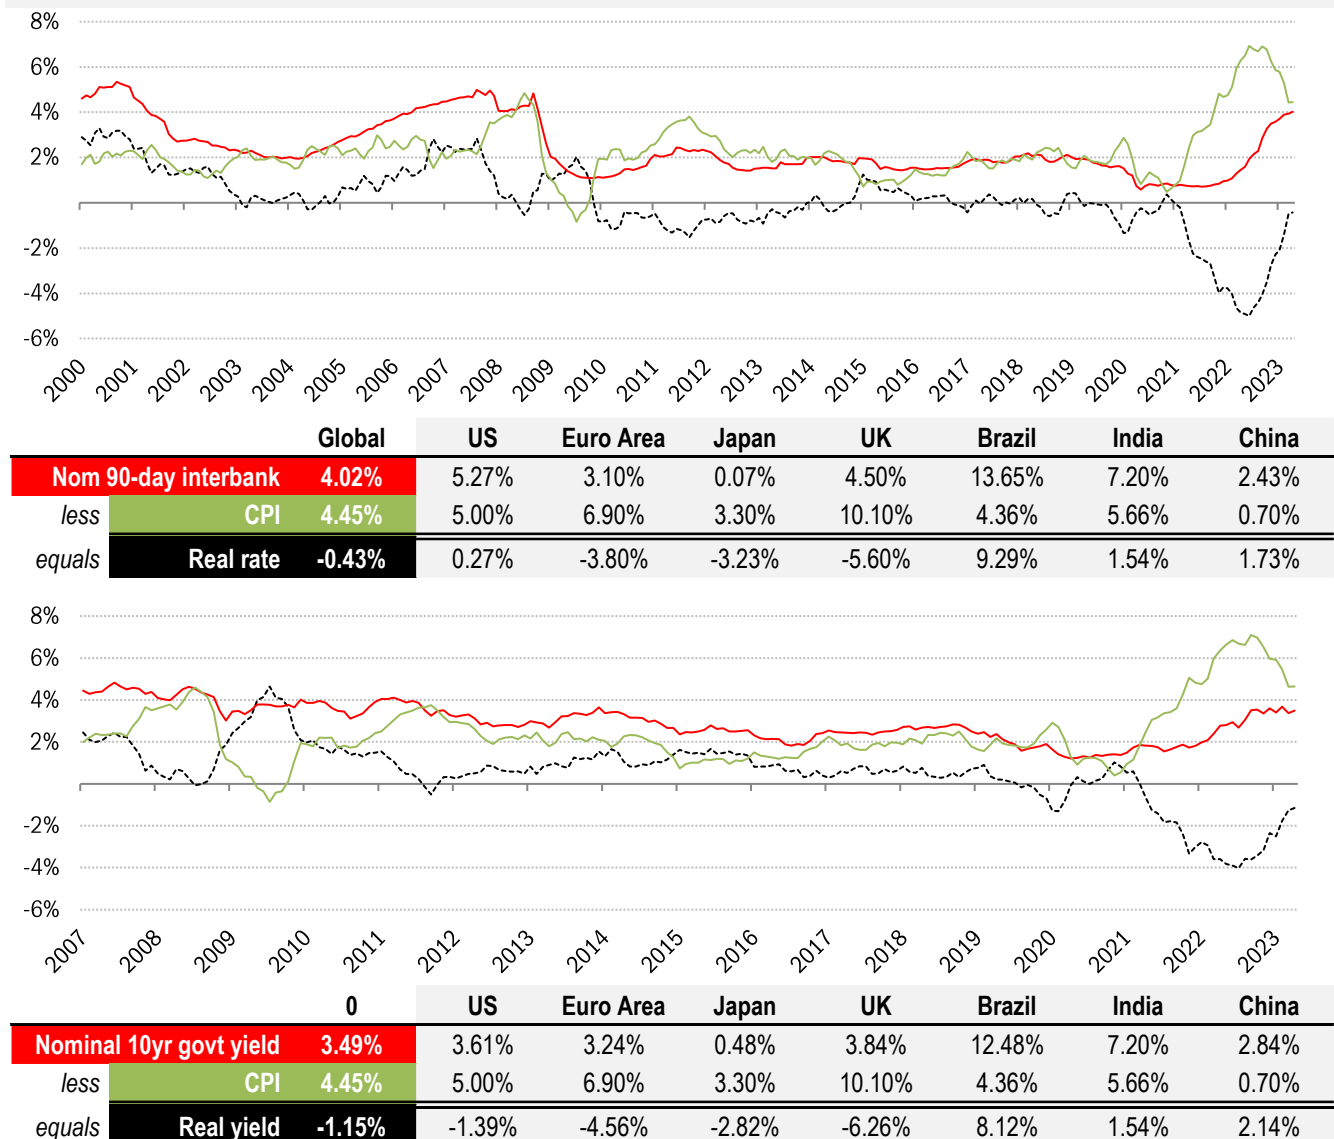 8%
6%
4%
2%
-2%
-4%
-6%
2000 2001 2002 2003 2004 2005 2006 2007 2008 2009 2010 2011 2012 2013 2014 2015 2016 2017 2018 2019 2020 2021 2022 2023
Global US Euro Area Japan UK Brazil India China
Nom 90-day interbank 4.02% 5.27% 3.10% 0.07% 4.50% 13.65% 7.20% 2.43%
less CPI 4.45% 5.00% 6.90% 3.30% 10.10% 4.36% 5.66% 0.70%
equals Real rate -0.43% 0.27% -3.80% -3.23% -5.60% 9.29% 1.54% 1.73%
8%
6%
4%
2%
-2%
-4%
-6%
2007 2008 2009 2010 2011 2012 2013 2014 2015 2016 2017 2018 2019 2020 2021 2022 2023
0 US Euro Area Japan UK Brazil India China
Nominal 10yr govt yield 3.49% 3.61% 3.24% 0.48% 3.84% 12.48% 7.20% 2.84%
less CPI 4.45% 5.00% 6.90% 3.30% 10.10% 4.36% 5.66% 0.70%
equals Real yield -1.15% -1.39% -4.56% -2.82% -6.26% 8.12% 1.54% 2.14%